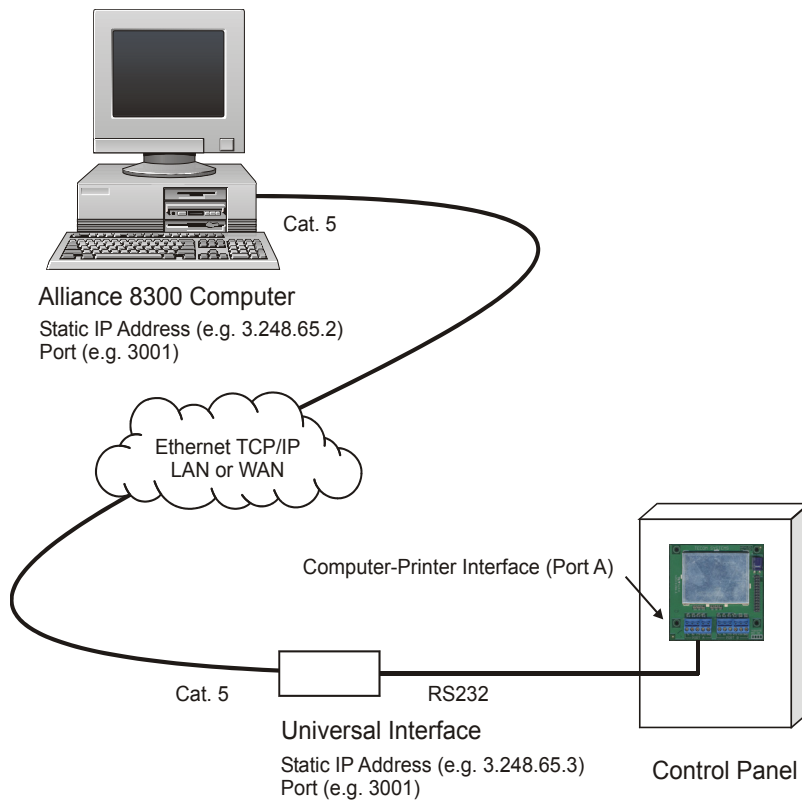 Cat. 5
Alliance 8300 Computer
Static IP Address (e.g. 3.248.65.2)
Port (e.g. 3001)
Ethernet TCP/IP
LAN or WAN
Computer-Printer Interface (Port A)
Cat. 5
RS232
Universal Interface
Static IP Address (e.g. 3.248.65.3)
Port (e.g. 3001)
Control Panel